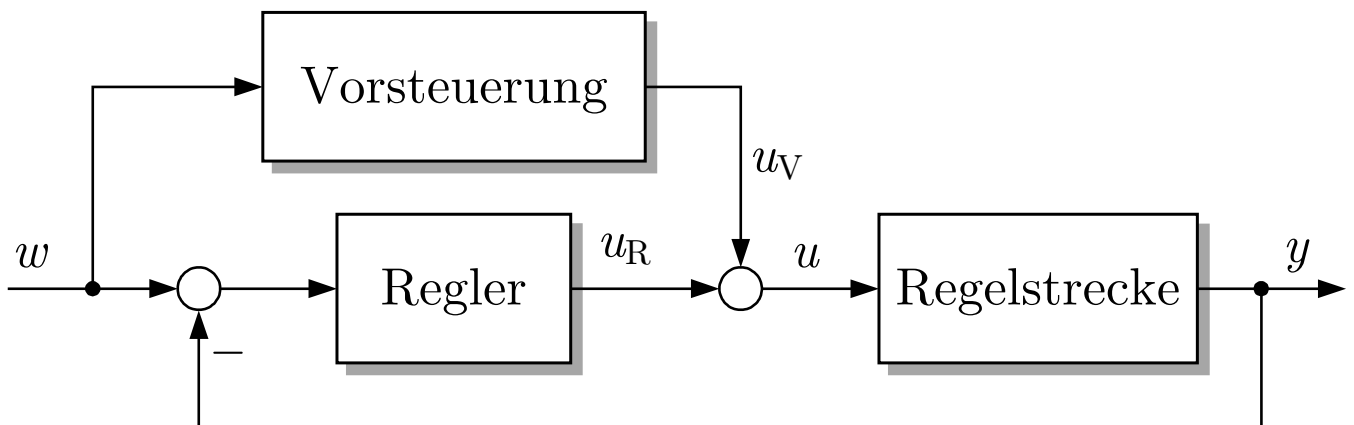 Vorsteuerung
u_V
w
Regler
u_R
u
Regelstrecke
y
−